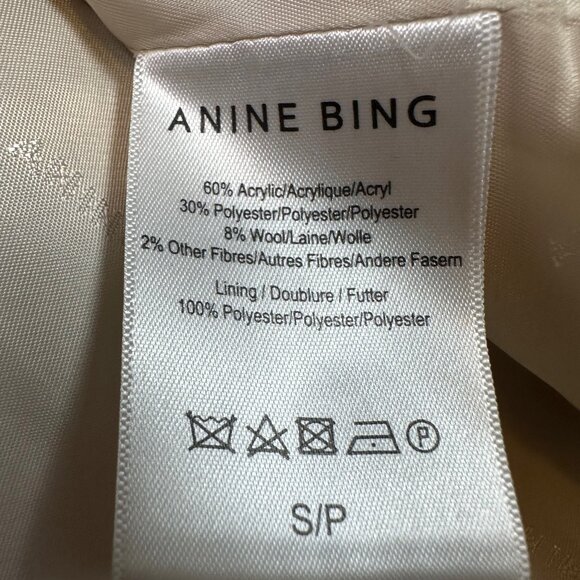 ANINE BING
60% Acrylic/Acrylique/Acryl
30% Polyester/Polyester/Polyester
8% Wool/Laine/Wolle
2% Other Fibres/Autres Fibres/Andere Fasern
Lining / Doublure / Futter
100% Polyester/Polyester/Polyester
P
S/P